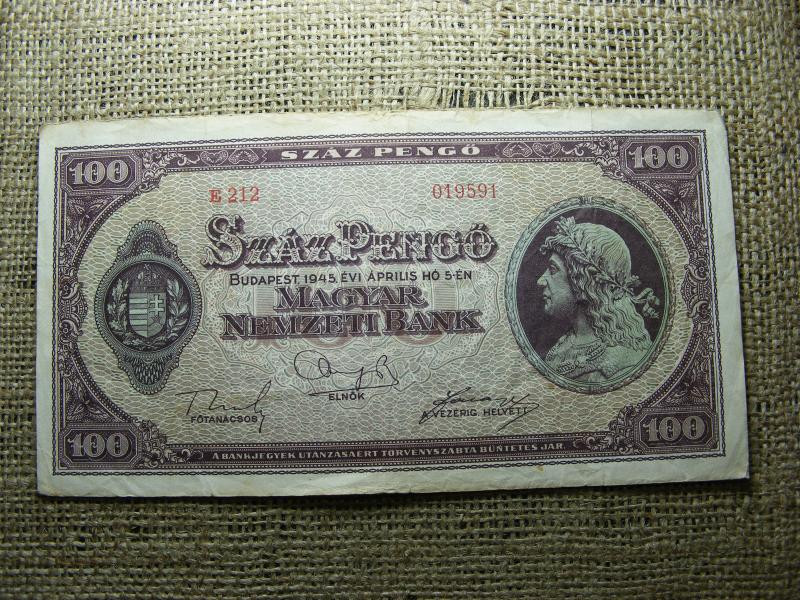 SZÁZ PENGŐ
100
100
E 212
019591
SZÁZ PENGŐ
BUDAPEST, 1945. ÉVI ÁPRILIS HÓ 5-ÉN
MAGYAR
NEMZETI BANK
FŐTANÁCSOS
ELNÖK
VEZÉRIG. HELYETT.
100
100
A BANKJEGYEK UTÁNZÁSÁÉRT TÖRVÉNYSZABTA BÜNTETÉS JÁR.